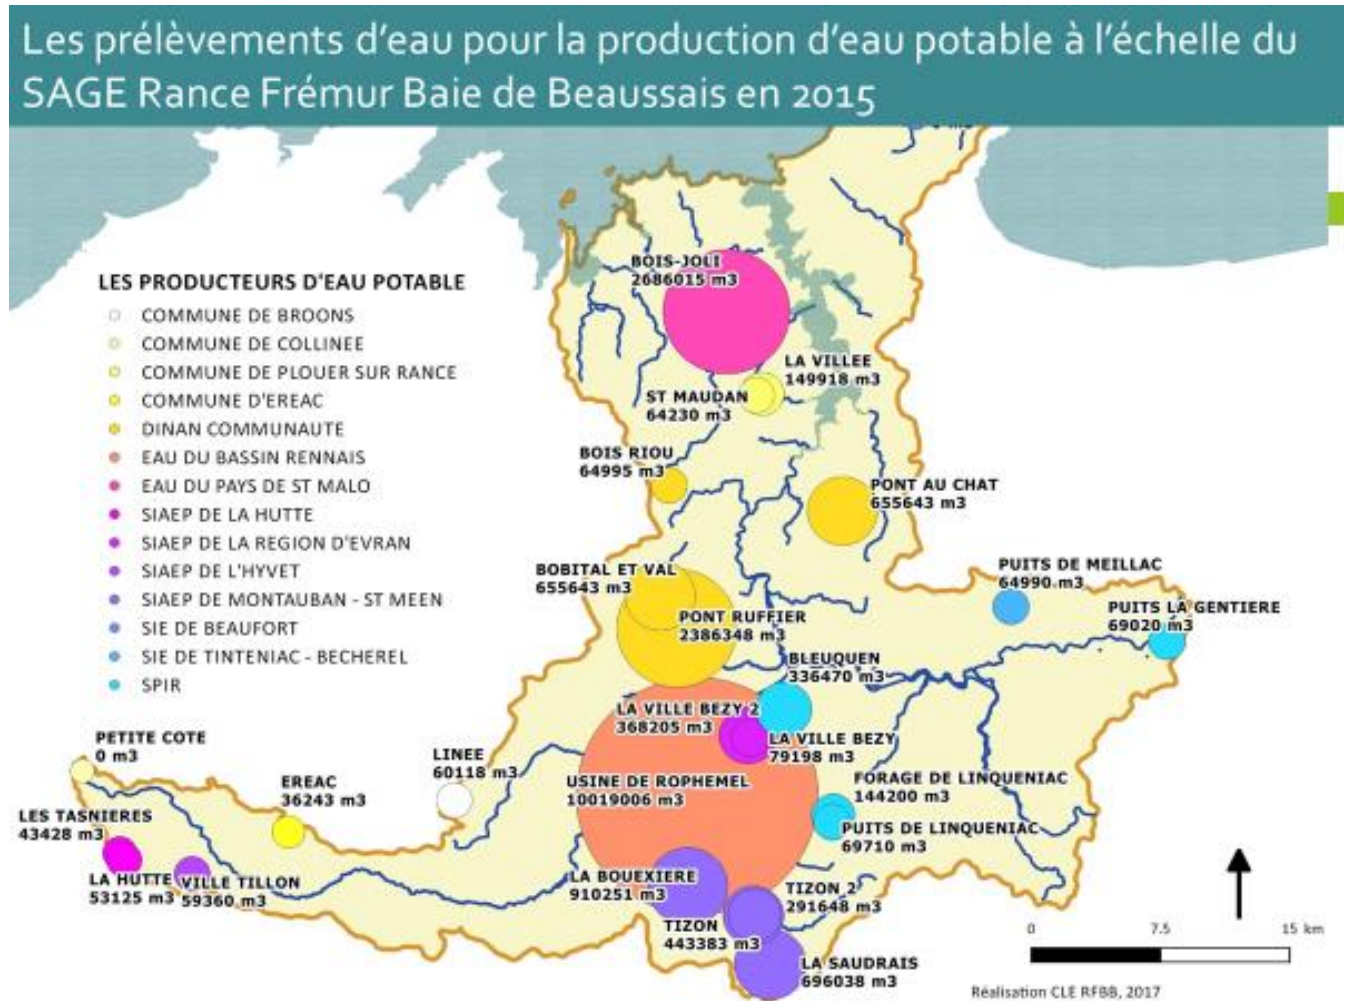 Les prélèvements d'eau pour la production d'eau potable à l'échelle du
SAGE Rance Frémur Baie de Beaussais en 2015
LES PRODUCTEURS D'EAU POTABLE
COMMUNE DE BROONS
COMMUNE DE COLLINEE
COMMUNE DE PLOUER SUR RANCE
COMMUNE D'EREAC
DINAN COMMUNAUTE
EAU DU BASSIN RENNAIS
EAU DU PAYS DE ST MALO
SIAEP DE LA HUTTE
SIAEP DE LA REGION D'EVRAN
SIAEP DE L'HYVET
SIAEP DE MONTAUBAN - ST MEEN
SIE DE BEAUFORT
SIE DE TINTENIAC - BECHEREL
SPIR
BOIS-JOLI
2686015 m3
LA VILLEE
149918 m3
ST MAUDAN
64230 m3
BOIS RIOU
64995 m3
PONT AU CHAT
655643 m3
BOBITAL ET VAL
655643 m3
PONT RUFFIER
2386348 m3
PUITS DE MEILLAC
64990 m3
PUITS LA GENTIERE
69020 m3
BLEUQUEN
336470 m3
LA VILLE BEZY 2
368205 m3
LA VILLE BEZY
79198 m3
USINE DE ROPHEMEL
10019006 m3
FORAGE DE LINQUENIAC
144200 m3
PUITS DE LINQUENIAC
69710 m3
PETITE COTE
0 m3
LINEE
60118 m3
EREAC
36243 m3
LES TASNIERES
43428 m3
LA HUTTE
53125 m3
VILLE TILLON
59360 m3
LA BOUEXIERE
910251 m3
TIZON 2
291648 m3
TIZON
443383 m3
LA SAUDRAIS
696038 m3
0 7.5 15 km
Réalisation CLE RFBB, 2017